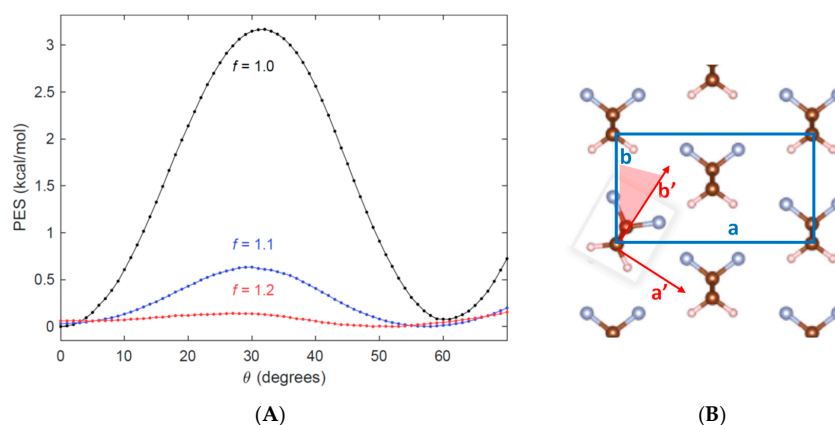 3
2.5
2
1.5
1
0.5
0
PES (kcal/mol)
f = 1.0
f = 1.1
f = 1.2
0 10 20 30 40 50 60
θ (degrees)
(A)
b
b'
a
a'
(B)